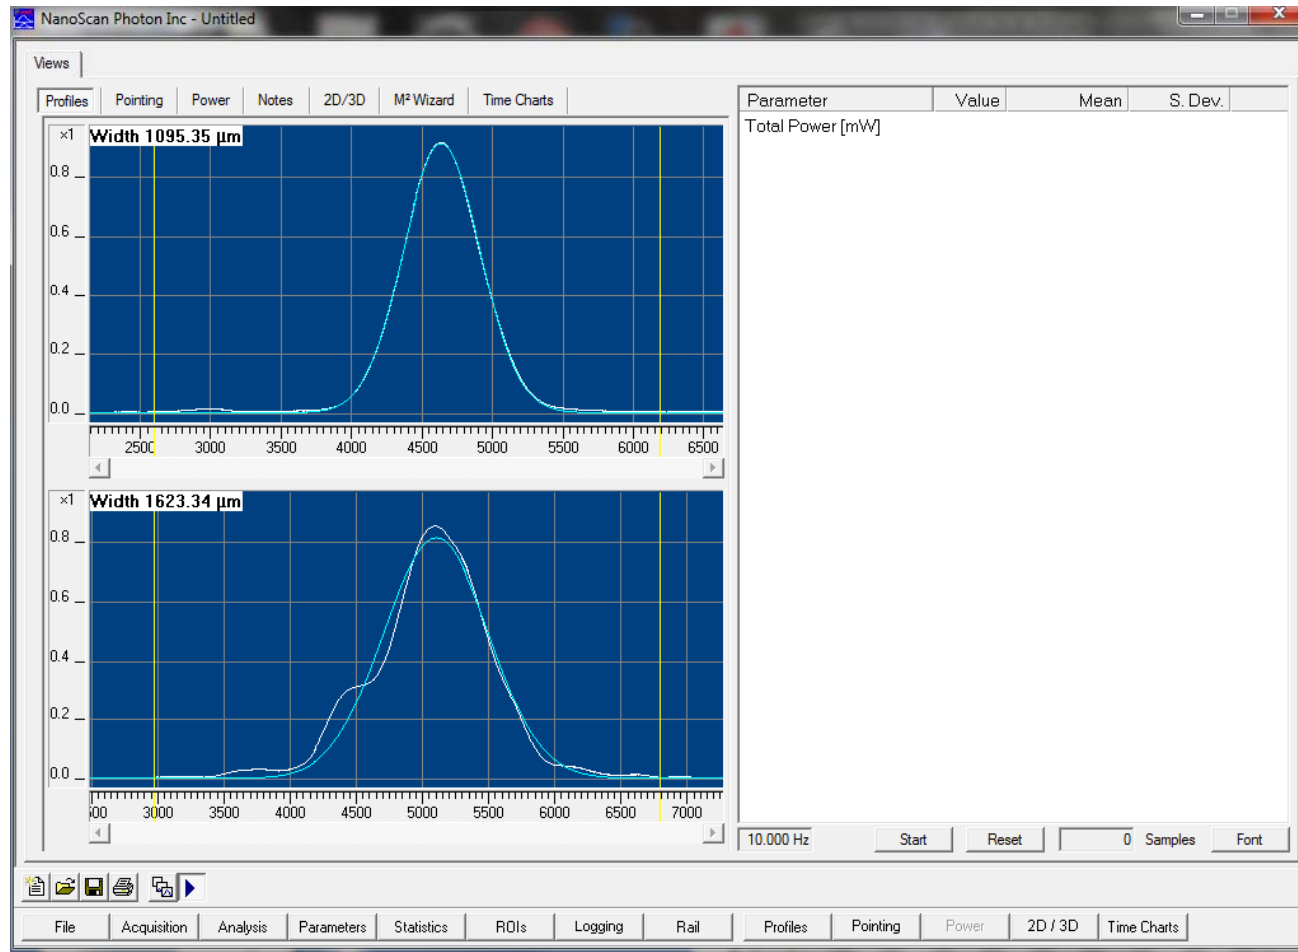 NanoScan Photon Inc - Untitled
Views
Profiles Pointing Power Notes 2D/3D M² Wizard Time Charts
Parameter Value Mean S. Dev.
Total Power [mW]
×1 Width 1095.35 µm
0.8
0.6
0.4
0.2
0.0
2500 3000 3500 4000 4500 5000 5500 6000 6500
×1 Width 1623.34 µm
0.8
0.6
0.4
0.2
0.0
500 3000 3500 4000 4500 5000 5500 6000 6500 7000
10.000 Hz Start Reset 0 Samples Font
File Acquisition Analysis Parameters Statistics ROIs Logging Rail Profiles Pointing Power 2D / 3D Time Charts